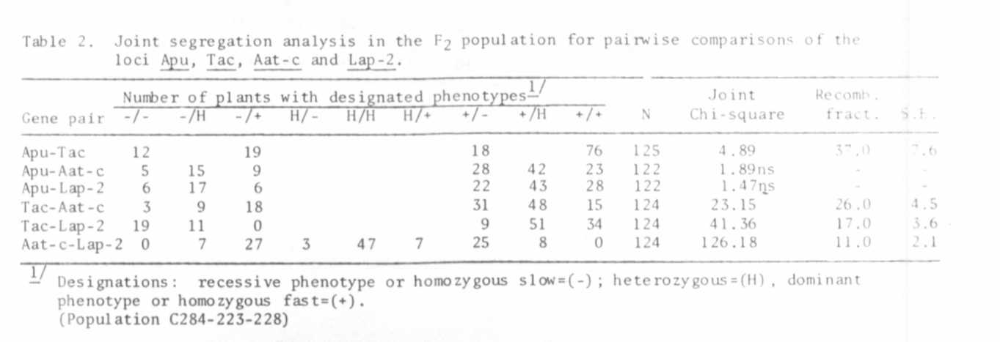 Table 2. Joint segregation analysis in the F2 population for pairwise comparisons of the
loci Apu, Tac, Aat-c and Lap-2.
Number of plants with designated phenotypes1/ Joint Recomb.
Gene pair -/- -/H -/+ H/- H/H H/+ +/- +/H +/+ N Chi-square fract. S.E.
Apu-Tac 12 19 18 76 125 4.89 37.0 7.6
Apu-Aat-c 5 15 9 28 42 23 122 1.89ns - -
Apu-Lap-2 6 17 6 22 43 28 122 1.47ns - -
Tac-Aat-c 3 9 18 31 48 15 124 23.15 26.0 4.5
Tac-Lap-2 19 11 0 9 51 34 124 41.36 17.0 3.6
Aat-c-Lap-2 0 7 27 3 47 7 25 8 0 124 126.18 11.0 2.1
1/ Designations: recessive phenotype or homozygous slow=(-); heterozygous=(H), dominant
phenotype or homozygous fast=(+).
(Population C284-223-228)